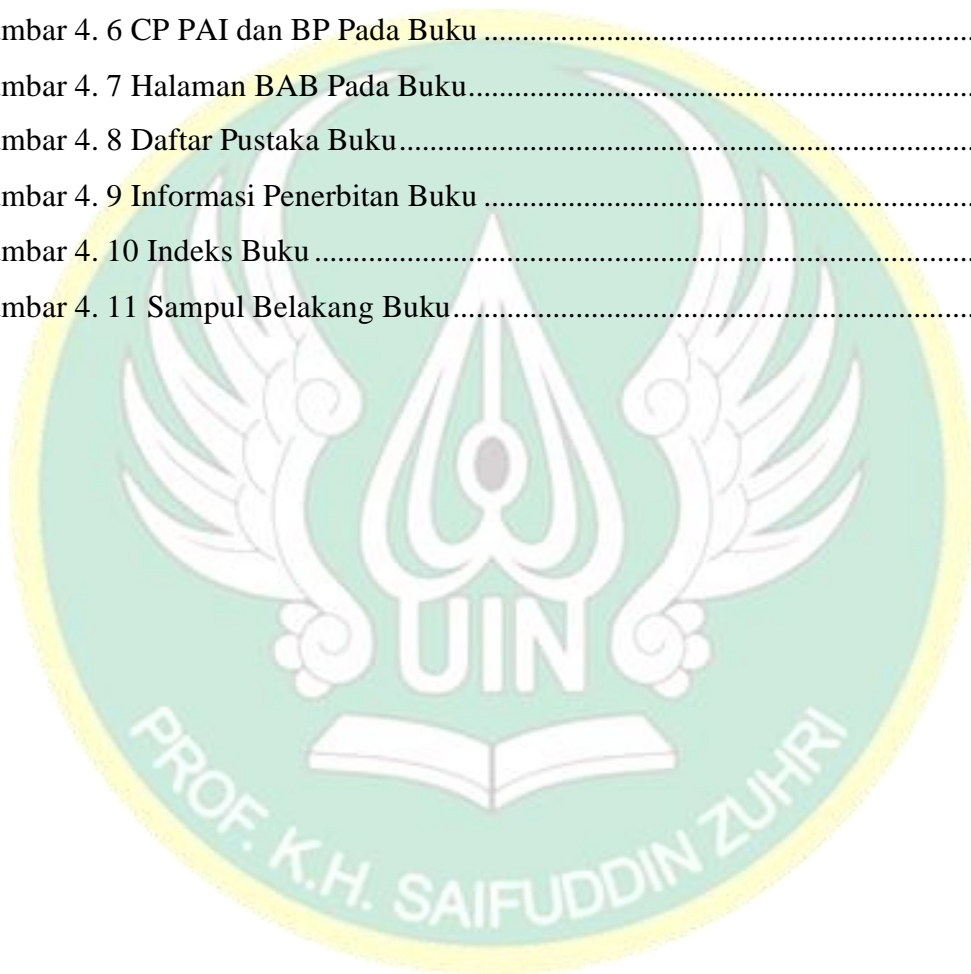 mbar 4. 6 CP PAI dan BP Pada Buku ................................................................
mbar 4. 7 Halaman BAB Pada Buku..................................................................
mbar 4. 8 Daftar Pustaka Buku...........................................................................
mbar 4. 9 Informasi Penerbitan Buku ................................................................
mbar 4. 10 Indeks Buku ......................................................................................
mbar 4. 11 Sampul Belakang Buku.....................................................................
UIN
PROF. K.H. SAIFUDDIN ZUHRI